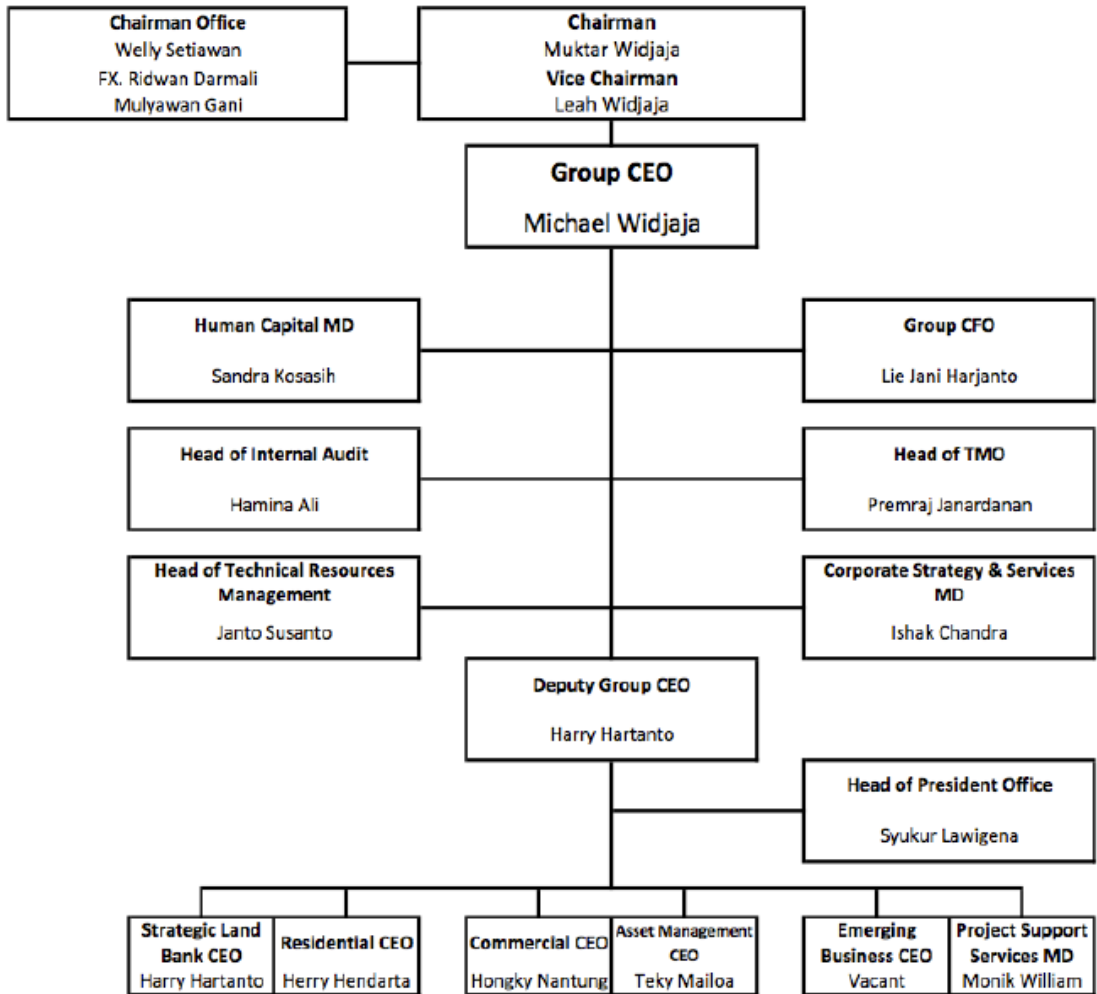 Chairman Office
Welly Setiawan
FX. Ridwan Darmali
Mulyawan Gani
Chairman
Muktar Widjaja
Vice Chairman
Leah Widjaja
Group CEO
Michael Widjaja
Human Capital MD
Sandra Kosasih
Group CFO
Lie Jani Harjanto
Head of Internal Audit
Hamina Ali
Head of TMO
Premraj Janardanan
Head of Technical Resources
Management
Janto Susanto
Corporate Strategy & Services
MD
Ishak Chandra
Deputy Group CEO
Harry Hartanto
Head of President Office
Syukur Lawigena
Strategic Land
Bank CEO
Harry Hartanto
Residential CEO
Herry Hendarta
Commercial CEO
Hongky Nantung
Asset Management
CEO
Teky Mailoa
Emerging
Business CEO
Vacant
Project Support
Services MD
Monik William